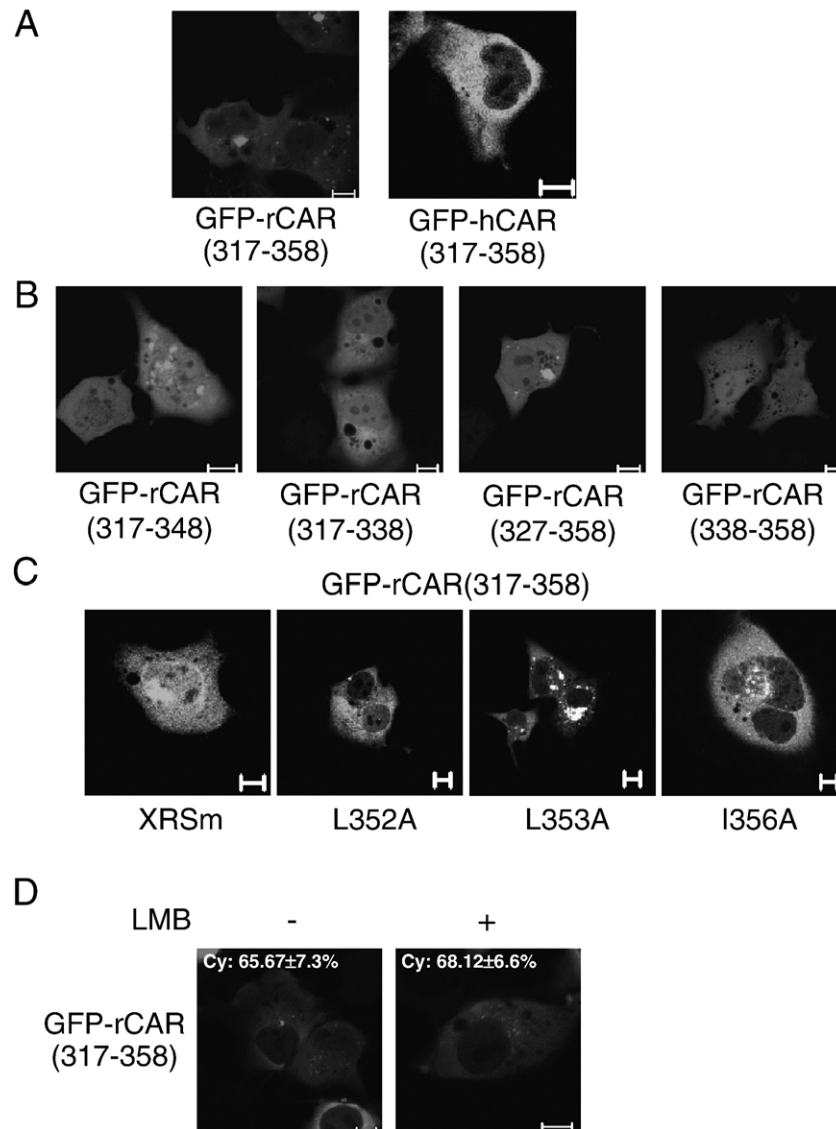 A
GFP-rCAR
(317-358)
GFP-hCAR
(317-358)
B
GFP-rCAR
(317-348)
GFP-rCAR
(317-338)
GFP-rCAR
(327-358)
GFP-rCAR
(338-358)
C
GFP-rCAR(317-358)
XRSm
L352A
L353A
I356A
D
LMB
-
+
Cy: 65.67±7.3%
Cy: 68.12±6.6%
GFP-rCAR
(317-358)